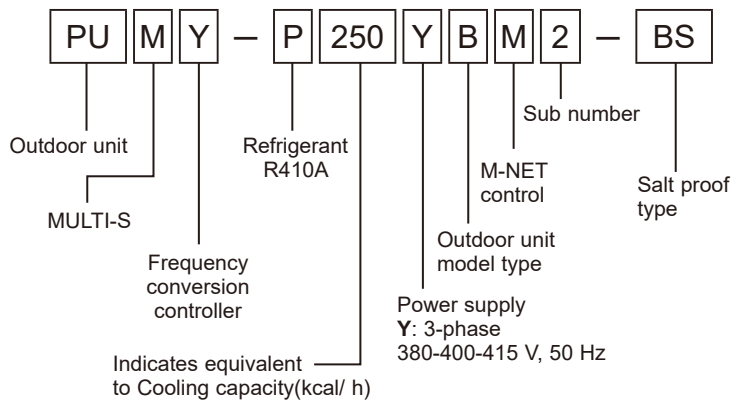 PU M Y – P 250 Y B M 2 – BS
Sub number
Outdoor unit
Refrigerant
R410A
M-NET
control
Salt proof
type
MULTI-S
Outdoor unit
model type
Frequency
conversion
controller
Power supply
Y: 3-phase
380-400-415 V, 50 Hz
Indicates equivalent
to Cooling capacity(kcal/ h)